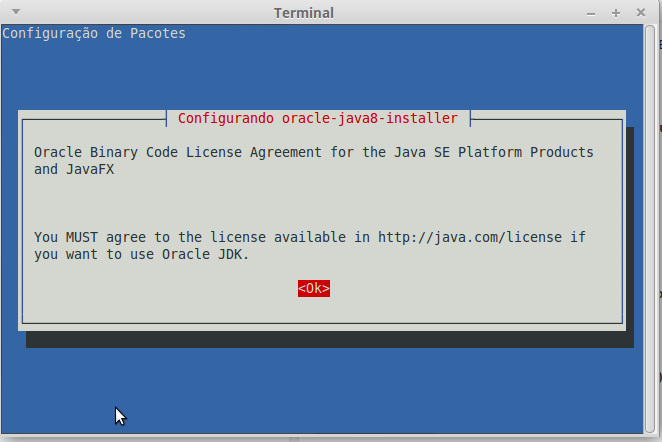 Terminal
Configuração de Pacotes
Configurando oracle-java8-installer
Oracle Binary Code License Agreement for the Java SE Platform Products
and JavaFX
You MUST agree to the license available in http://java.com/license if
you want to use Oracle JDK.
<Ok>